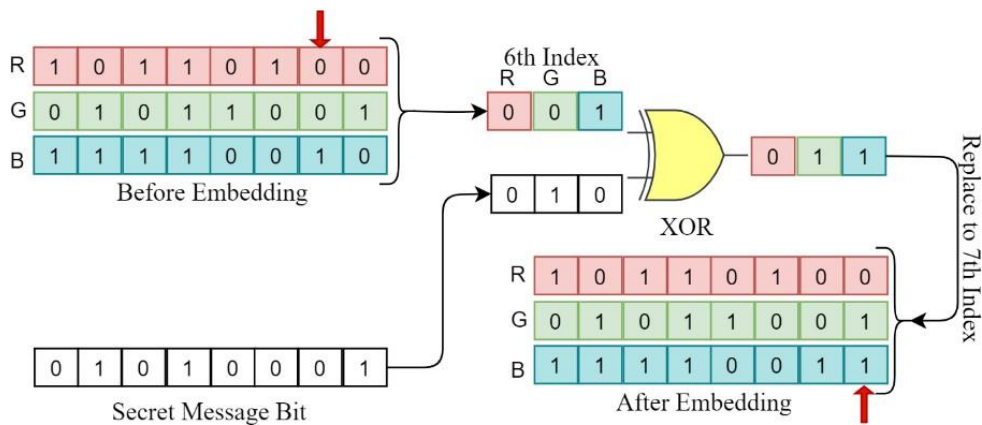 R 1 0 1 1 0 1 0 0
G 0 1 0 1 1 0 0 1
B 1 1 1 1 0 0 1 0
Before Embedding
6th Index
R G B
0 0 1
0 1 0
XOR
0 1 1
Replace to 7th Index
0 1 0 1 0 0 0 1
Secret Message Bit
R 1 0 1 1 0 1 0 0
G 0 1 0 1 1 0 0 1
B 1 1 1 1 0 0 1 1
After Embedding